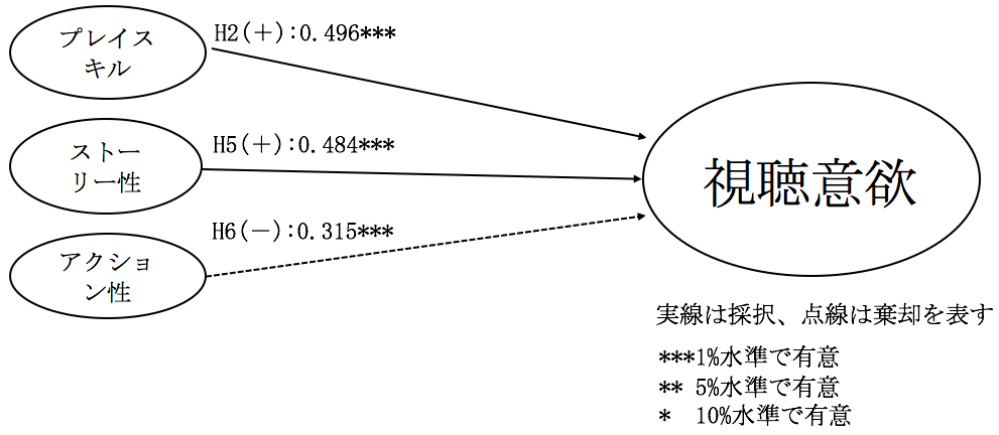 プレイス
キル
H2(+):0.496***
ストー
リー性
H5(+):0.484***
アクショ
ン性
H6(−):0.315***
視聴意欲
実線は採択、点線は棄却を表す
***1%水準で有意
** 5%水準で有意
* 10%水準で有意